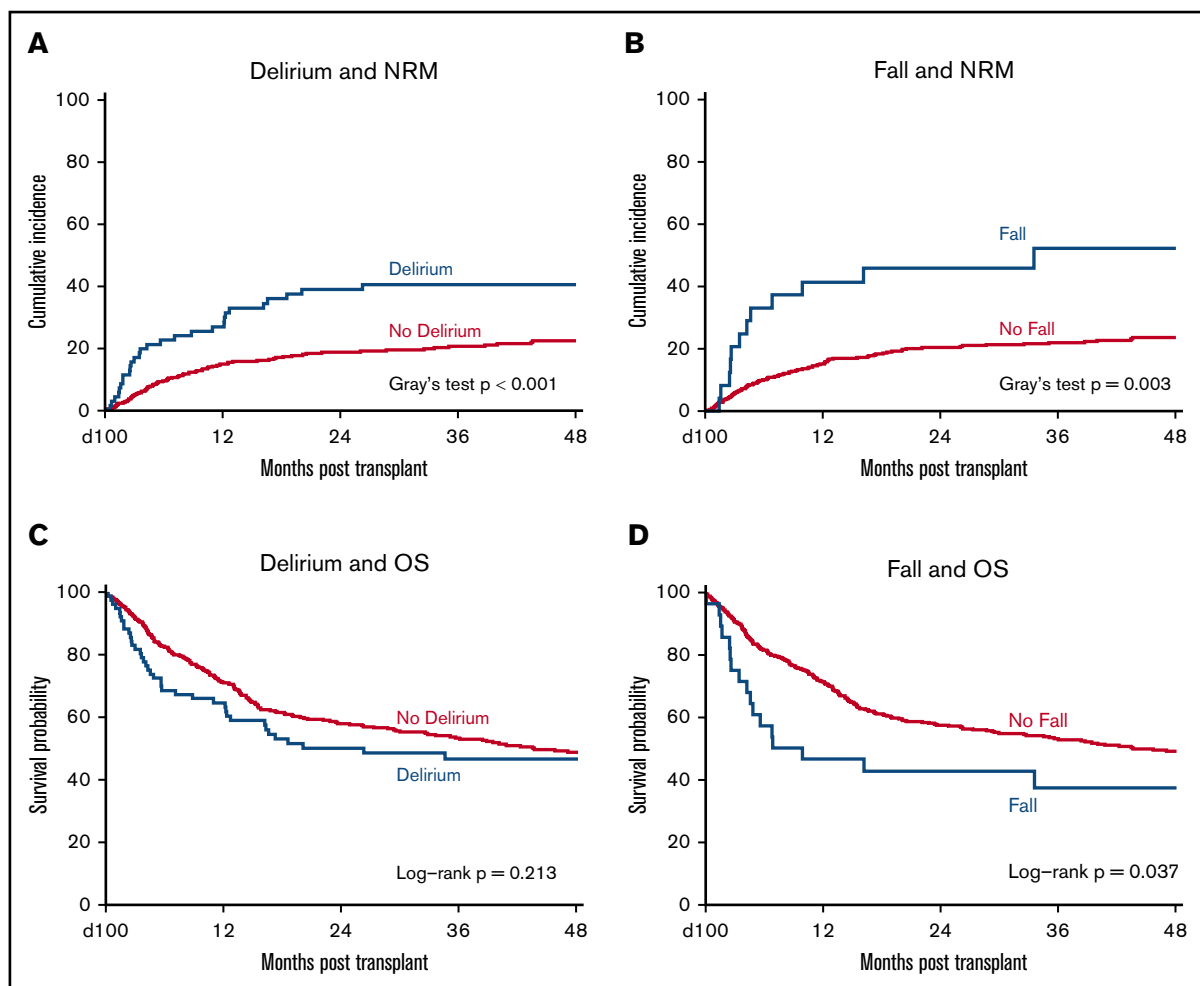 A
Delirium and NRM
Cumulative incidence
100
80
60
40
20
0
Delirium
No Delirium
Gray's test p < 0.001
d100 12 24 36 48
Months post transplant
B
Fall and NRM
Cumulative incidence
100
80
60
40
20
0
Fall
No Fall
Gray's test p = 0.003
d100 12 24 36 48
Months post transplant
C
Delirium and OS
Survival probability
100
80
60
40
20
0
No Delirium
Delirium
Log–rank p = 0.213
d100 12 24 36 48
Months post transplant
D
Fall and OS
Survival probability
100
80
60
40
20
0
No Fall
Fall
Log–rank p = 0.037
d100 12 24 36 48
Months post transplant